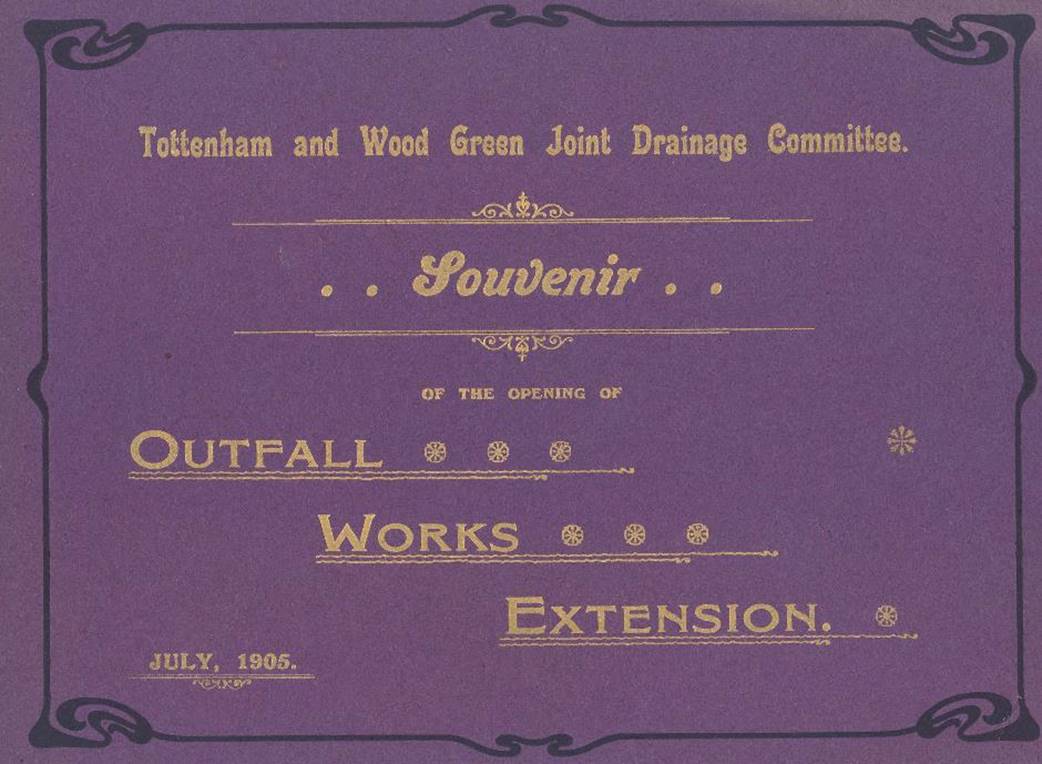 Tottenham and Wood Green Joint Drainage Committee.
. . Souvenir . .
OF THE OPENING OF
OUTFALL
WORKS
EXTENSION.
JULY, 1905.